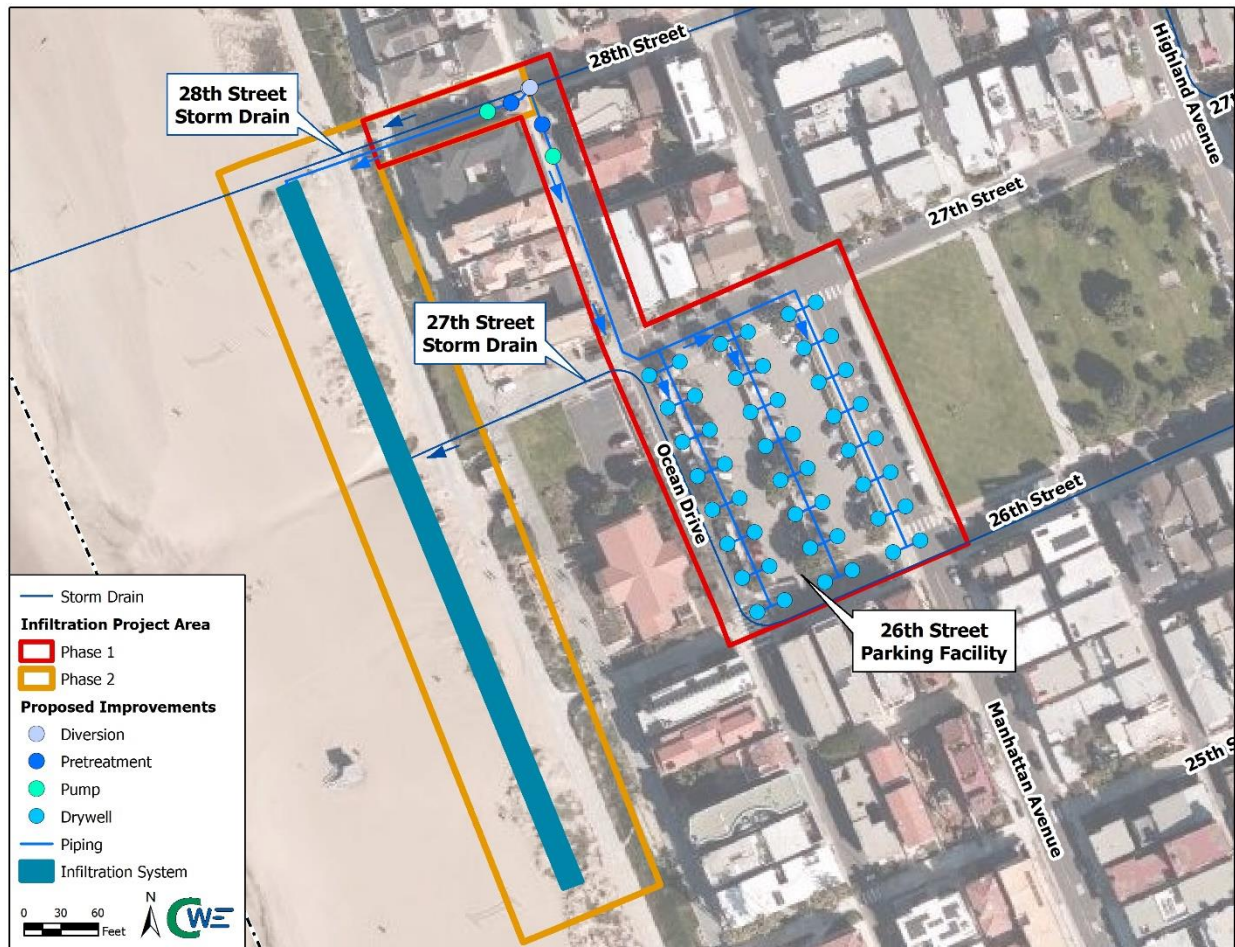 28th Street
Highland Avenue
27t
28th Street
Storm Drain
27th Street
27th Street
Storm Drain
Ocean Drive
26th Street
26th Street
Parking Facility
Manhattan Avenue
25th S
Storm Drain
Infiltration Project Area
Phase 1
Phase 2
Proposed Improvements
Diversion
Pretreatment
Pump
Drywell
Piping
Infiltration System
0 30 60
Feet
N
CWE